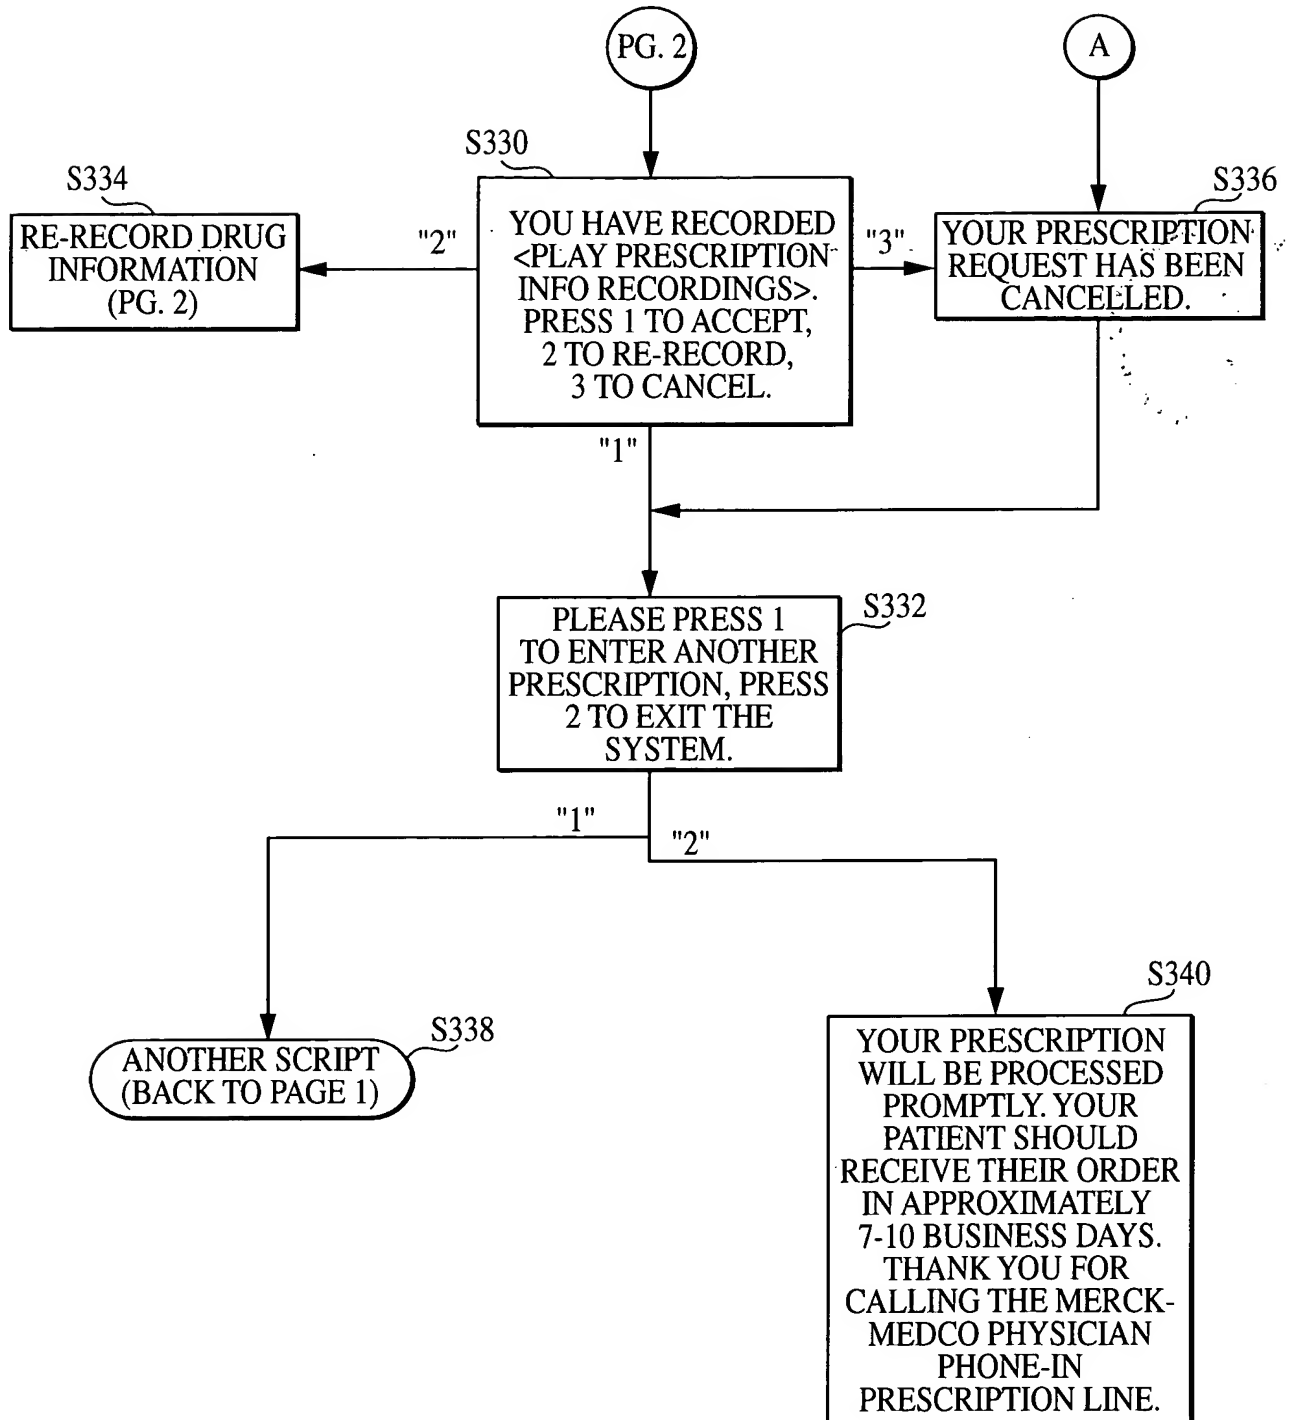 PG. 2
A
S330
S334
S336
RE-RECORD DRUG
INFORMATION
(PG. 2)
"2"
YOU HAVE RECORDED
<PLAY PRESCRIPTION
INFO RECORDINGS>.
PRESS 1 TO ACCEPT,
2 TO RE-RECORD,
3 TO CANCEL.
"3"
YOUR PRESCRIPTION
REQUEST HAS BEEN
CANCELLED.
"1"
S332
PLEASE PRESS 1
TO ENTER ANOTHER
PRESCRIPTION, PRESS
2 TO EXIT THE
SYSTEM.
"1"
"2"
S338
ANOTHER SCRIPT
(BACK TO PAGE 1)
S340
YOUR PRESCRIPTION
WILL BE PROCESSED
PROMPTLY. YOUR
PATIENT SHOULD
RECEIVE THEIR ORDER
IN APPROXIMATELY
7-10 BUSINESS DAYS.
THANK YOU FOR
CALLING THE MERCK-
MEDCO PHYSICIAN
PHONE-IN
PRESCRIPTION LINE.